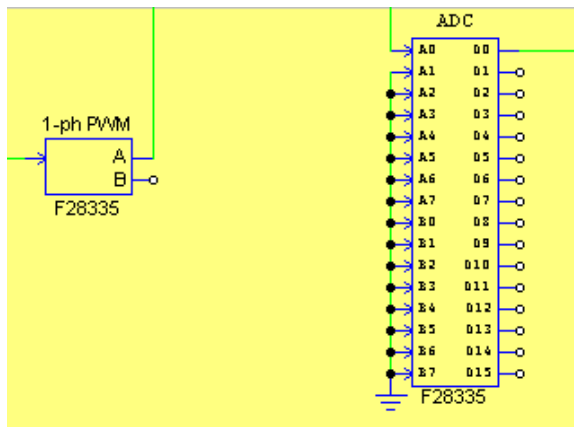 ADC
A0 D0
A1 D1
A2 D2
A3 D3
A4 D4
A5 D5
A6 D6
A7 D7
B0 D8
B1 D9
B2 D10
B3 D11
B4 D12
B5 D13
B6 D14
B7 D15
F28335
1-ph PWM
A
B
F28335